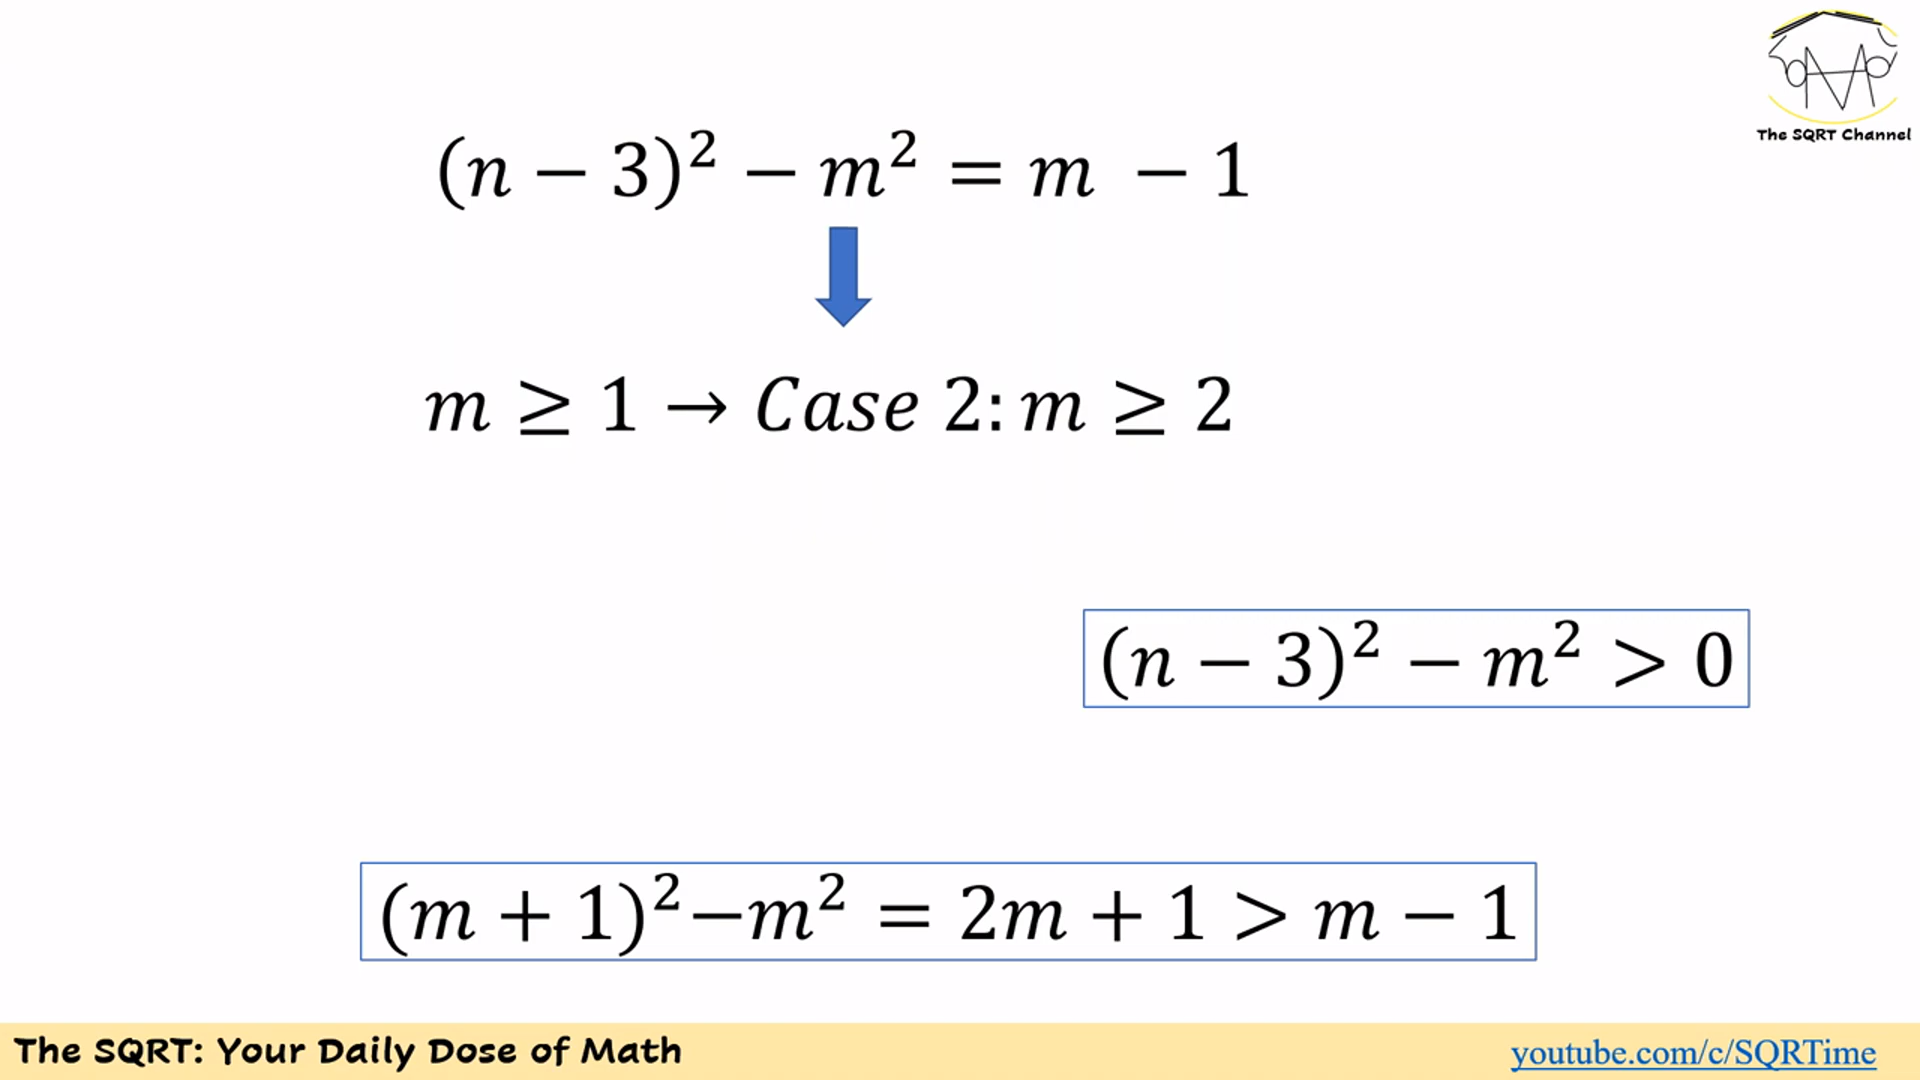 The SQRT Channel
(n − 3)² − m² = m − 1
m ≥ 1 → Case 2: m ≥ 2
(n − 3)² − m² > 0
(m + 1)²−m² = 2m + 1 > m − 1
The SQRT: Your Daily Dose of Math
youtube.com/c/SQRTime